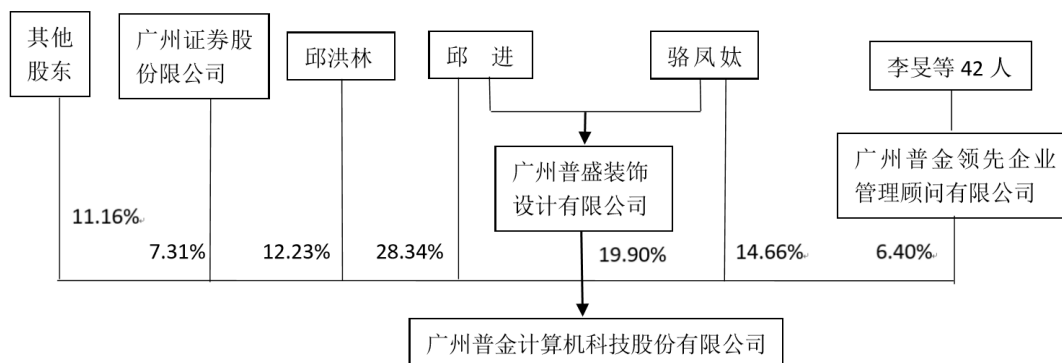 其他
股东
广州证券股
份限公司
邱洪林
邱 进
骆凤妏
李旻等 42 人
广州普盛装饰
设计有限公司
广州普金领先企业
管理顾问有限公司
11.16%
7.31%
12.23%
28.34%
19.90%
14.66%
6.40%
广州普金计算机科技股份有限公司